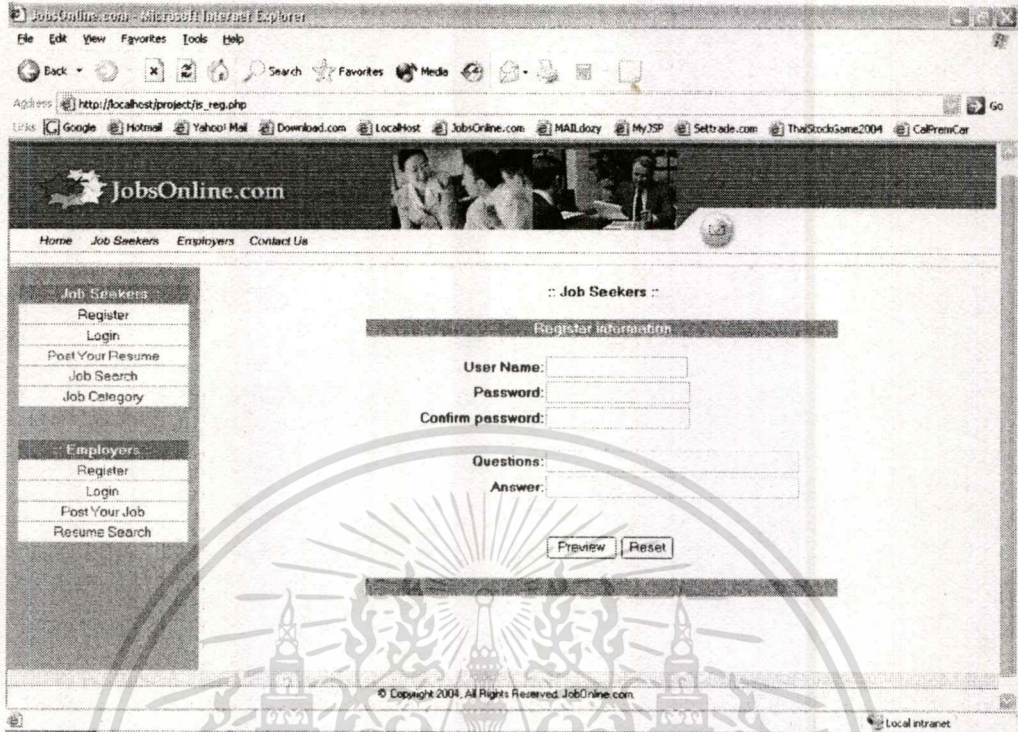 JobsOnline.com - Microsoft Internet Explorer
File Edit View Favorites Tools Help
Back Search Favorites Media
Address http://localhost/project/is_reg.php Go
Links Google Hotmail Yahoo! Mail Download.com LocalHost JobsOnline.com MAILdozy MyJSP Settrade.com ThaiStockGame2004 CalPremCar
JobsOnline.com
Home Job Seekers Employers Contact Us
:: Job Seekers ::
Register
Login
Post Your Resume
Job Search
Job Category
:: Employers ::
Register
Login
Post Your Job
Resume Search
:: Job Seekers ::
Register Information
User Name:
Password:
Confirm password:
Questions:
Answer:
Preview Reset
© Copyright 2004, All Rights Reserved. JobOnline.com
Local intranet